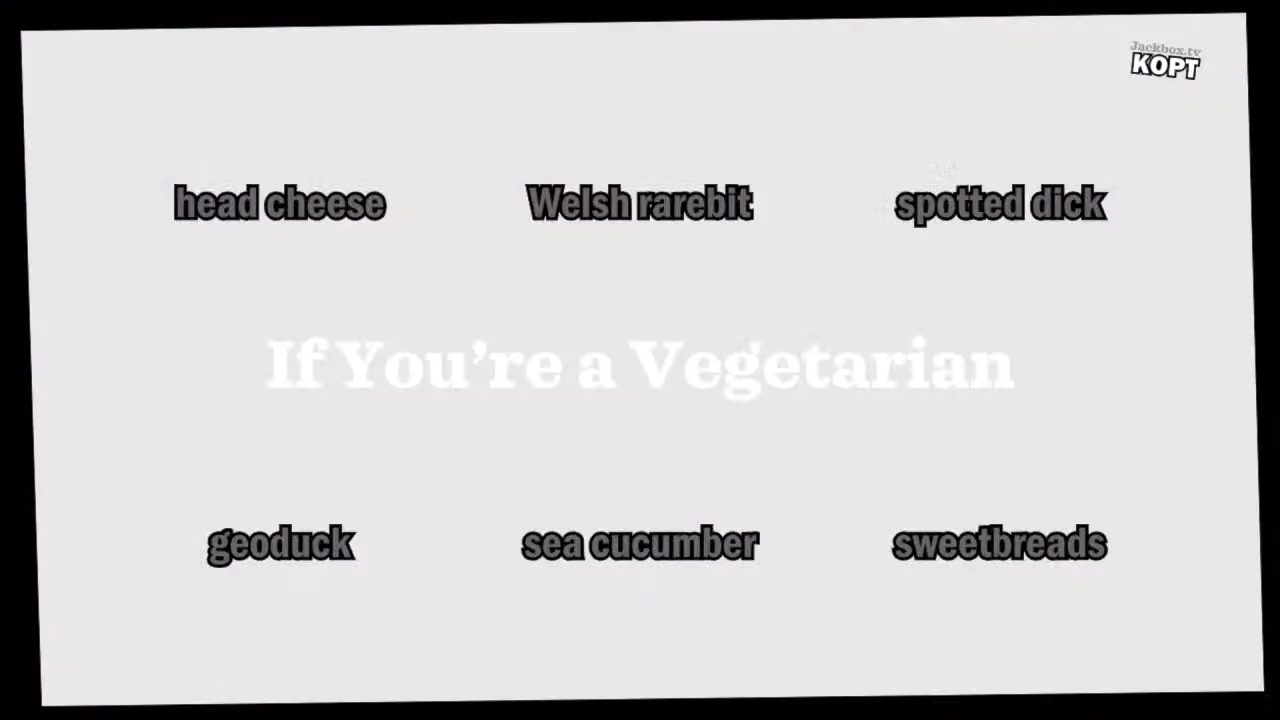 Jackbox.tv
KOPT
head cheese
Welsh rarebit
spotted dick
If You’re a Vegetarian
geoduck
sea cucumber
sweetbreads